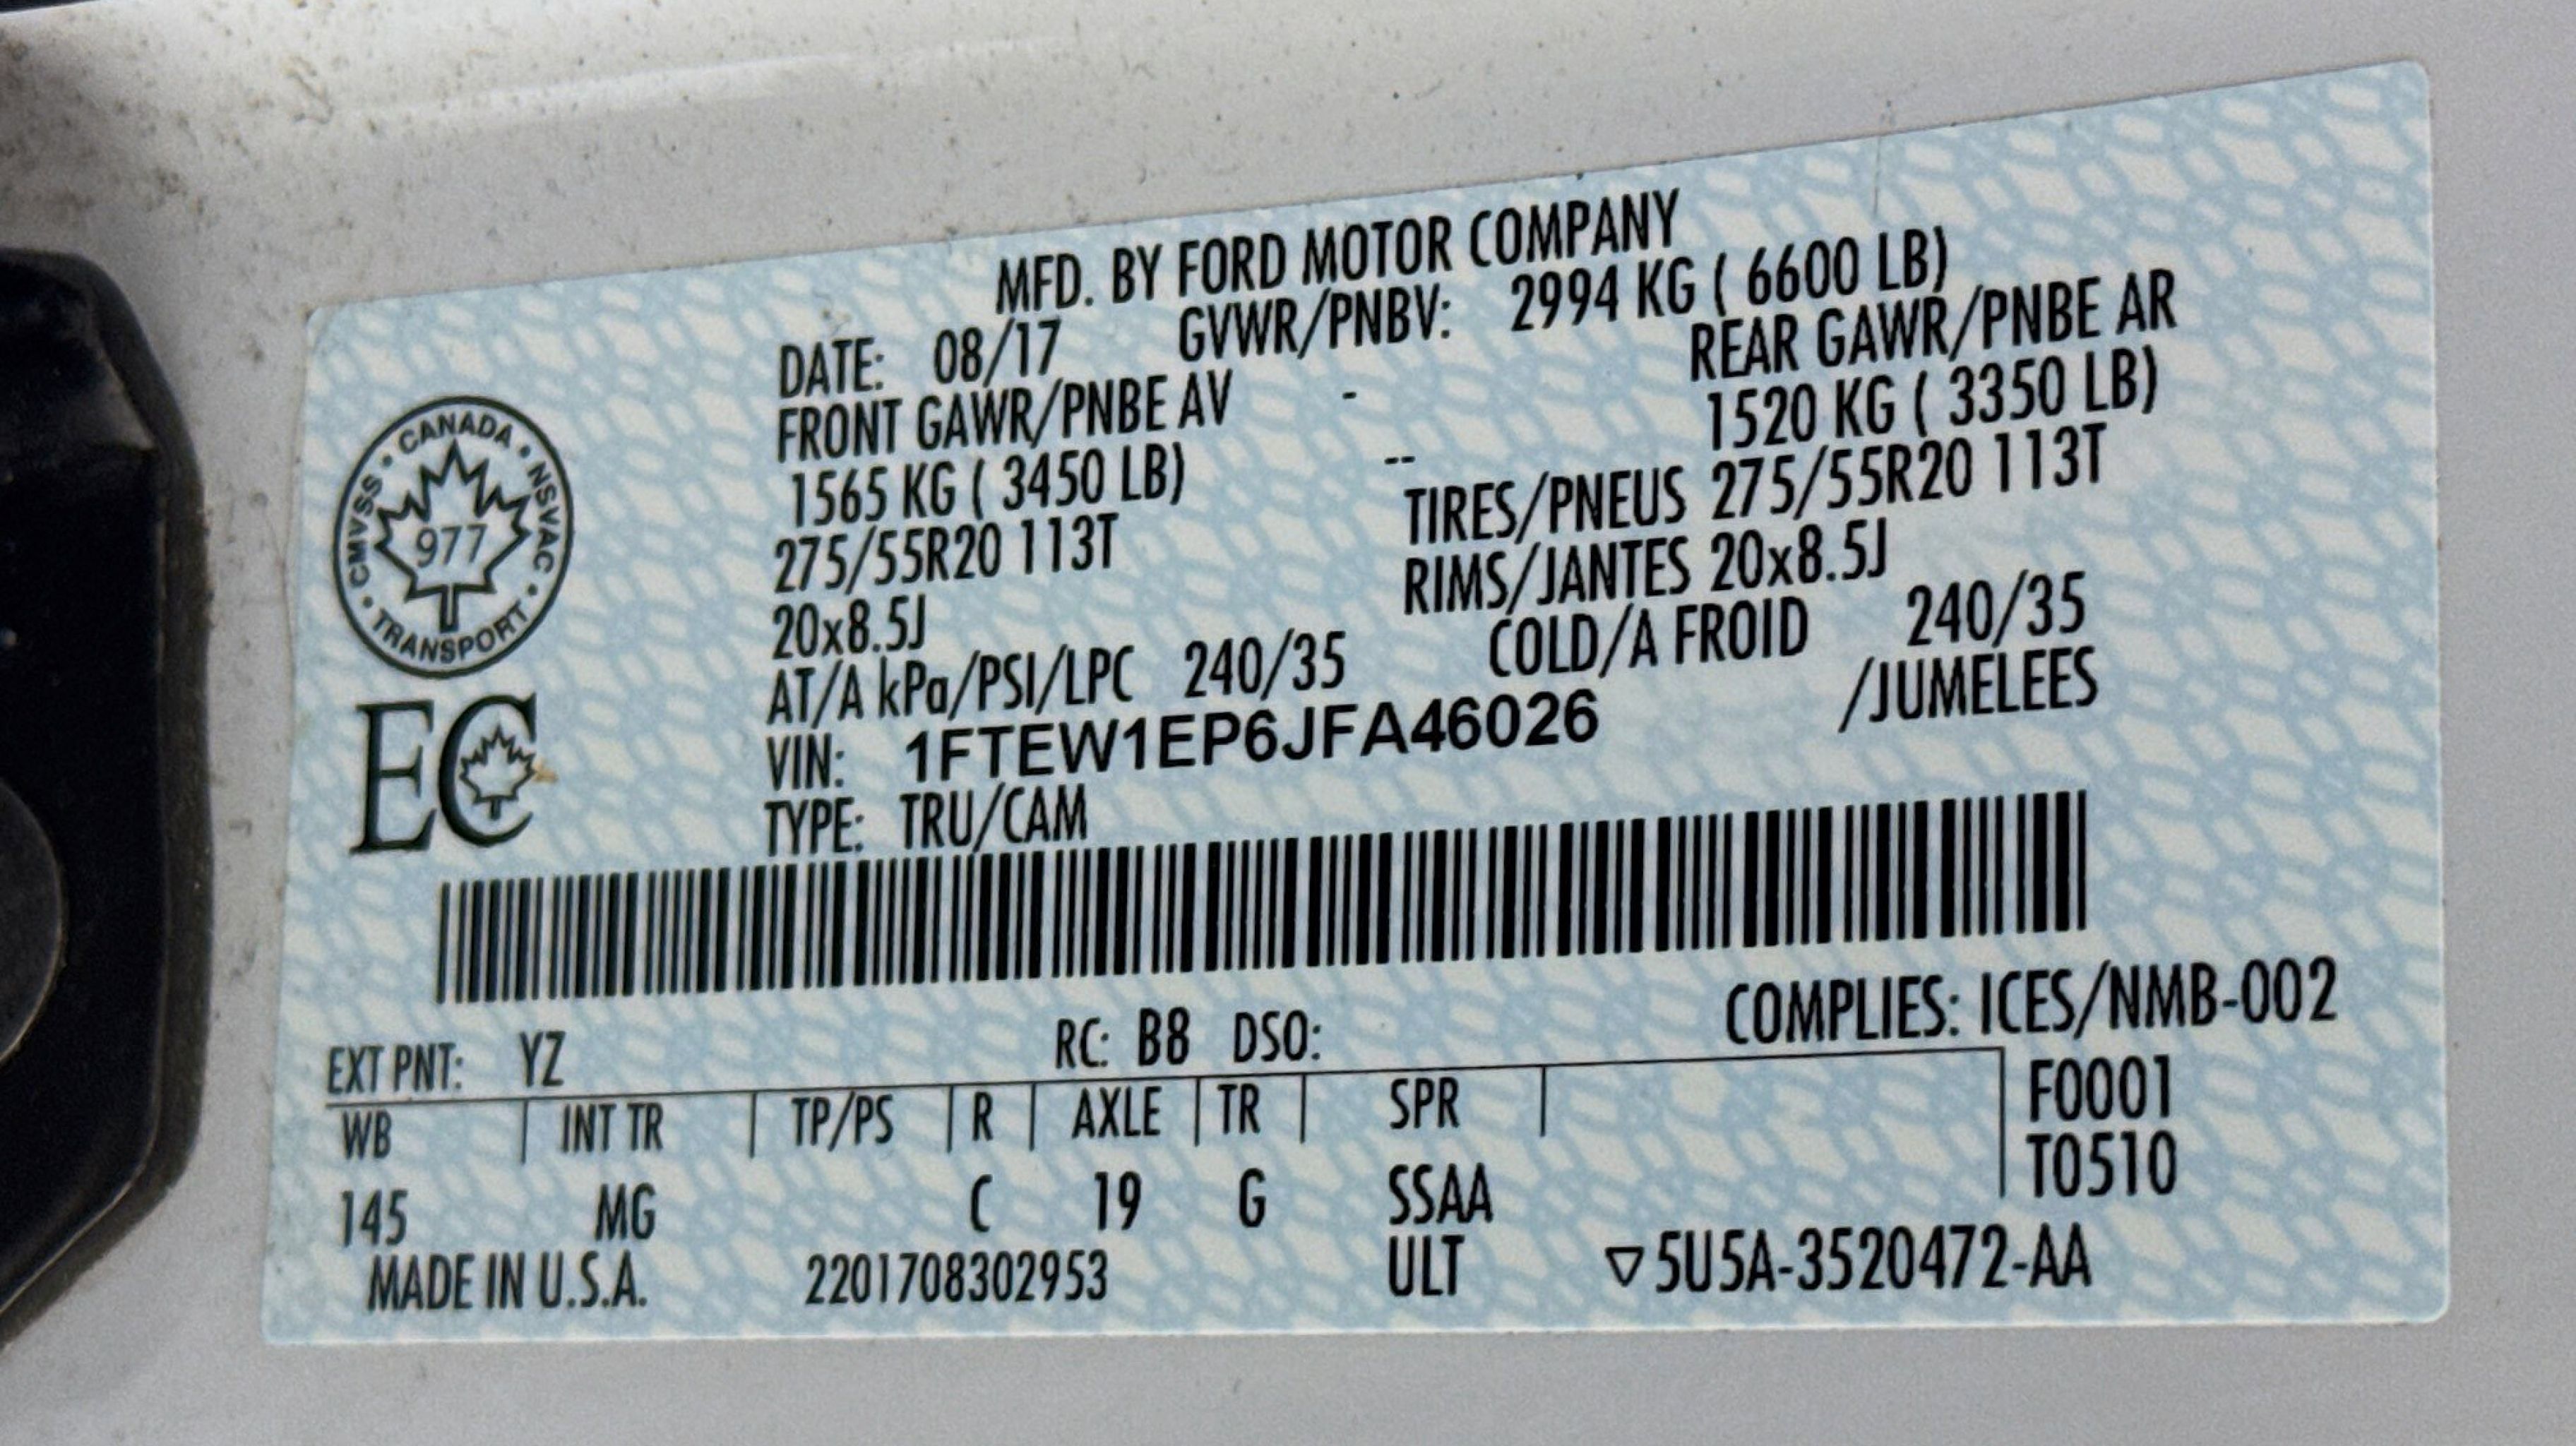 MFD. BY FORD MOTOR COMPANY
DATE: 08/17 GVWR/PNBV: 2994 KG ( 6600 LB)
FRONT GAWR/PNBE AV - REAR GAWR/PNBE AR
1565 KG ( 3450 LB) -- 1520 KG ( 3350 LB)
275/55R20 113T TIRES/PNEUS 275/55R20 113T
20x8.5J RIMS/JANTES 20x8.5J
AT/A kPa/PSI/LPC 240/35 COLD/A FROID 240/35
VIN: 1FTEW1EP6JFA46026 /JUMELEES
TYPE: TRU/CAM
CANADA • NSVAC • TRANSPORT • CMVSS •
977
EC
COMPLIES: ICES/NMB-002
EXT PNT: YZ RC: B8 DSO:
WB | INT TR | TP/PS | R | AXLE | TR | SPR | F0001
T0510
145 MG C 19 G SSAA
MADE IN U.S.A. 2201708302953 ULT ▽5U5A-3520472-AA